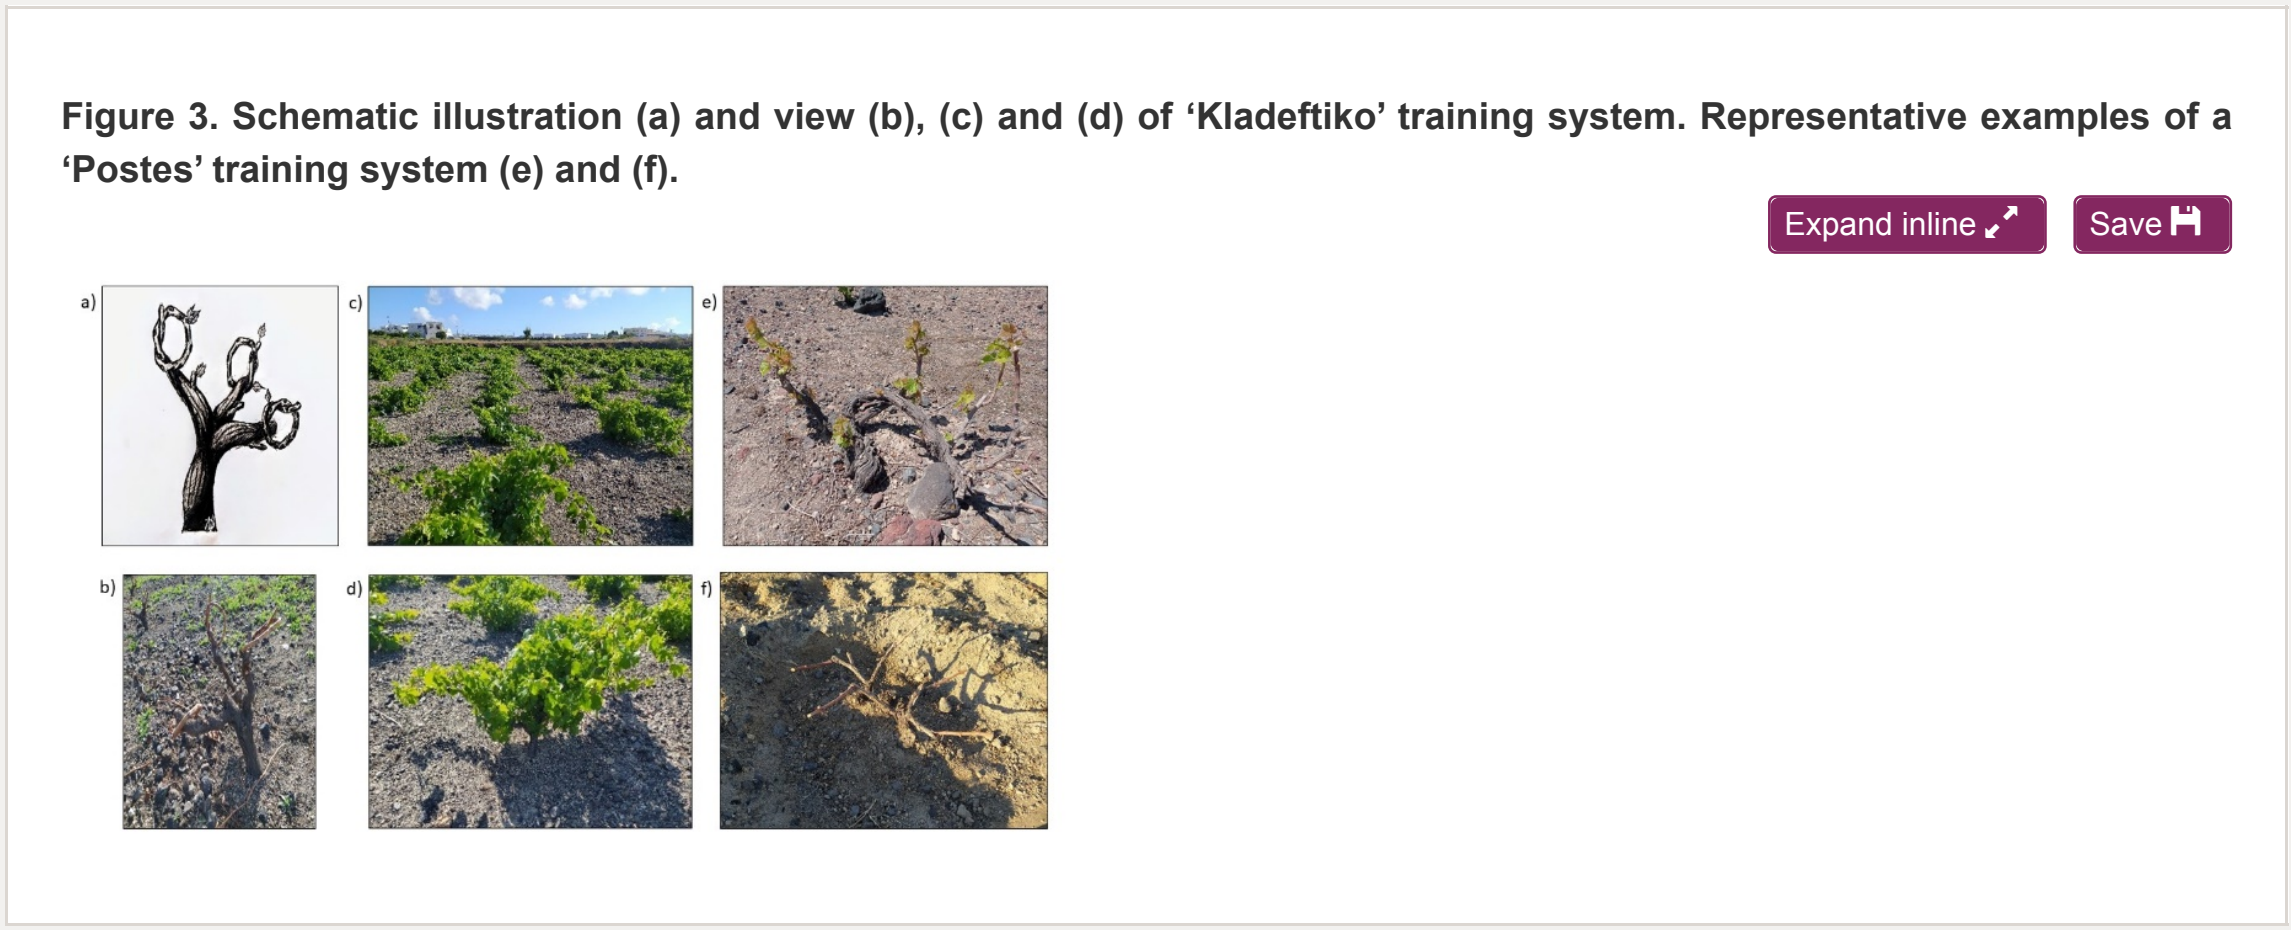 Figure 3. Schematic illustration (a) and view (b), (c) and (d) of ‘Kladeftiko’ training system. Representative examples of a
‘Postes’ training system (e) and (f).
Expand inline
Save
a)
c)
e)
b)
d)
f)